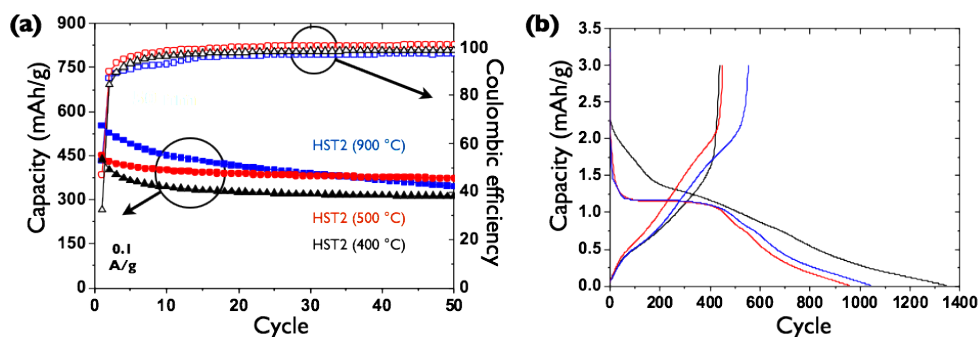 (a)
900
750
600
450
300
150
0
Capacity (mAh/g)
100
80
60
40
20
0
Coulombic efficiency
HST2 (900 °C)
HST2 (500 °C)
HST2 (400 °C)
0.1
A/g
0 10 20 30 40 50
Cycle
(b)
4.0
3.5
3.0
2.5
2.0
1.5
1.0
0.5
0.0
Capacity (mAh/g)
0 200 400 600 800 1000 1200 1400
Cycle